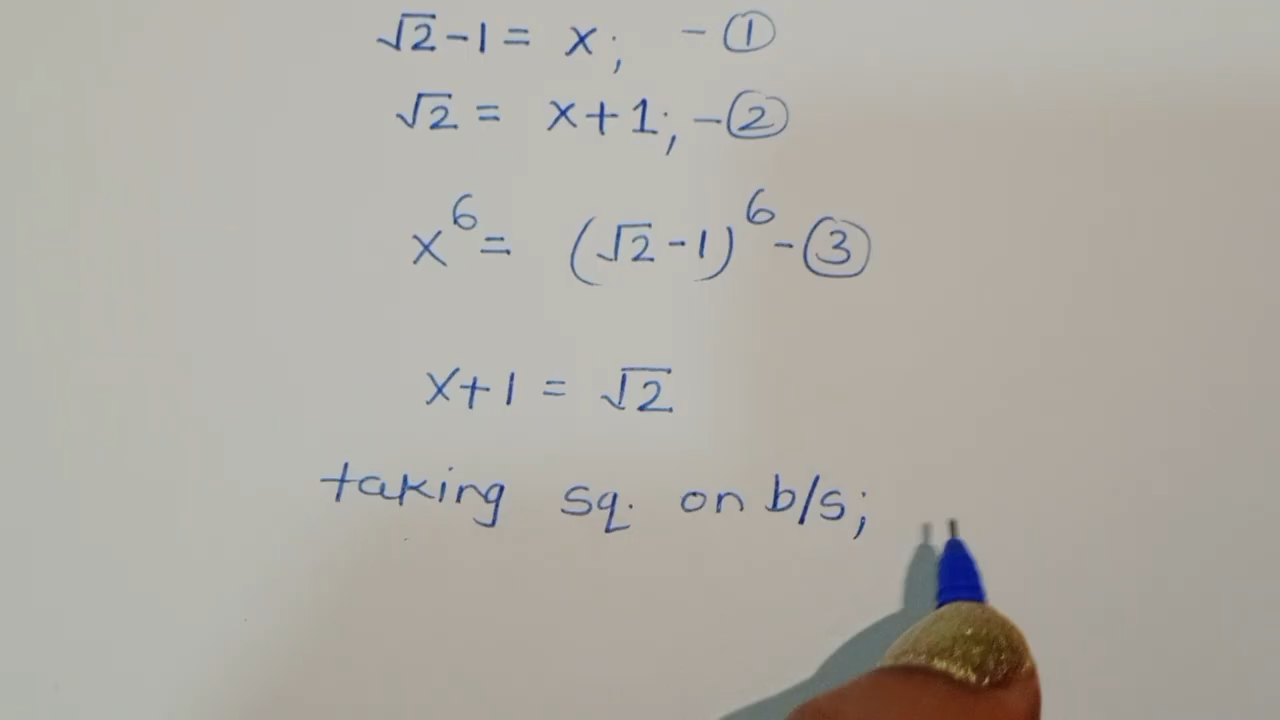 √2 - 1 = x; - ①
√2 = x + 1; - ②
x⁶ = (√2 - 1)⁶ - ③
x + 1 = √2
taking sq. on b/s;